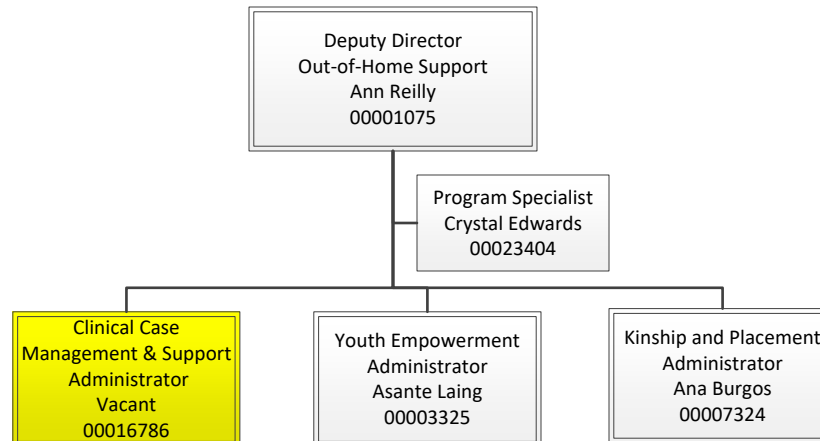 Deputy Director
Out-of-Home Support
Ann Reilly
00001075
Program Specialist
Crystal Edwards
00023404
Clinical Case
Management & Support
Administrator
Vacant
00016786
Youth Empowerment
Administrator
Asante Laing
00003325
Kinship and Placement
Administrator
Ana Burgos
00007324